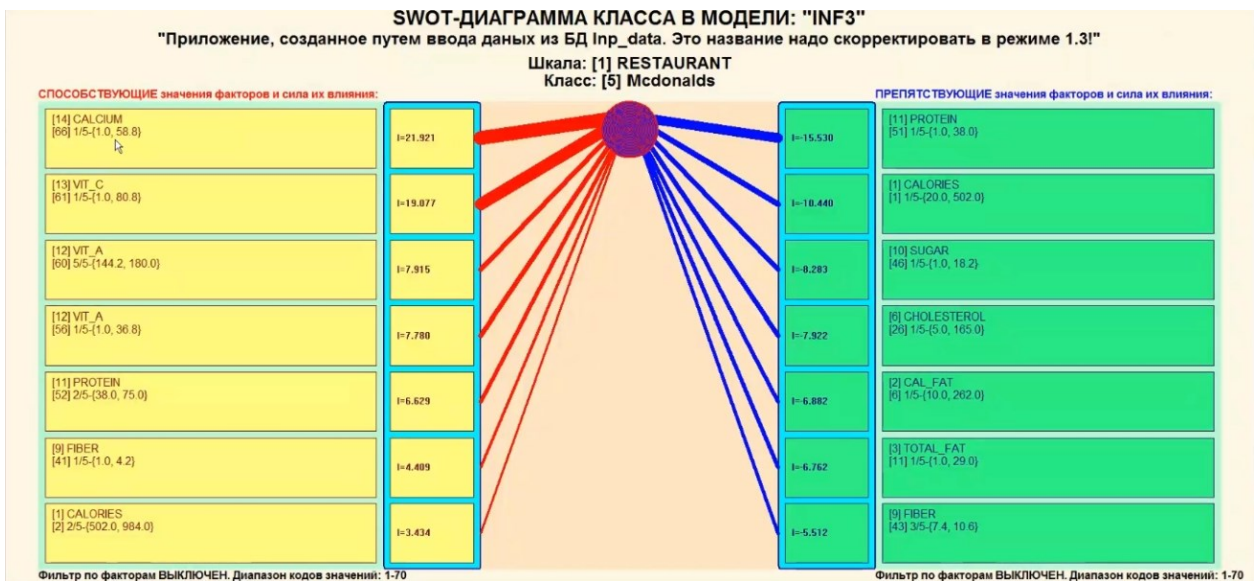 SWOT-ДИАГРАММА КЛАССА В МОДЕЛИ: "INF3"
"Приложение, созданное путем ввода даных из БД Inp_data. Это название надо скорректировать в режиме 1.3!"
Шкала: [1] RESTAURANT
Класс: [5] Mcdonalds
СПОСОБСТВУЮЩИЕ значения факторов и сила их влияния:
[14] CALCIUM
[66] 1/5-{1.0, 58.8}
I=21.921
[13] VIT_C
[61] 1/5-{1.0, 80.8}
I=19.077
[12] VIT_A
[60] 5/5-{144.2, 180.0}
I=7.915
[12] VIT_A
[56] 1/5-{1.0, 36.8}
I=7.780
[11] PROTEIN
[52] 2/5-{38.0, 75.0}
I=6.629
[9] FIBER
[41] 1/5-{1.0, 4.2}
I=4.409
[1] CALORIES
[2] 2/5-{502.0, 984.0}
I=3.434
Фильтр по факторам ВЫКЛЮЧЕН. Диапазон кодов значений: 1-70
ПРЕПЯТСТВУЮЩИЕ значения факторов и сила их влияния:
I=-15.530
[11] PROTEIN
[51] 1/5-{1.0, 38.0}
I=-10.440
[1] CALORIES
[1] 1/5-{20.0, 502.0}
I=-8.283
[10] SUGAR
[46] 1/5-{1.0, 18.2}
I=-7.922
[6] CHOLESTEROL
[26] 1/5-{5.0, 165.0}
I=-6.882
[2] CAL_FAT
[6] 1/5-{10.0, 262.0}
I=-6.762
[3] TOTAL_FAT
[11] 1/5-{1.0, 29.0}
I=-5.512
[9] FIBER
[43] 3/5-{7.4, 10.6}
Фильтр по факторам ВЫКЛЮЧЕН. Диапазон кодов значений: 1-70